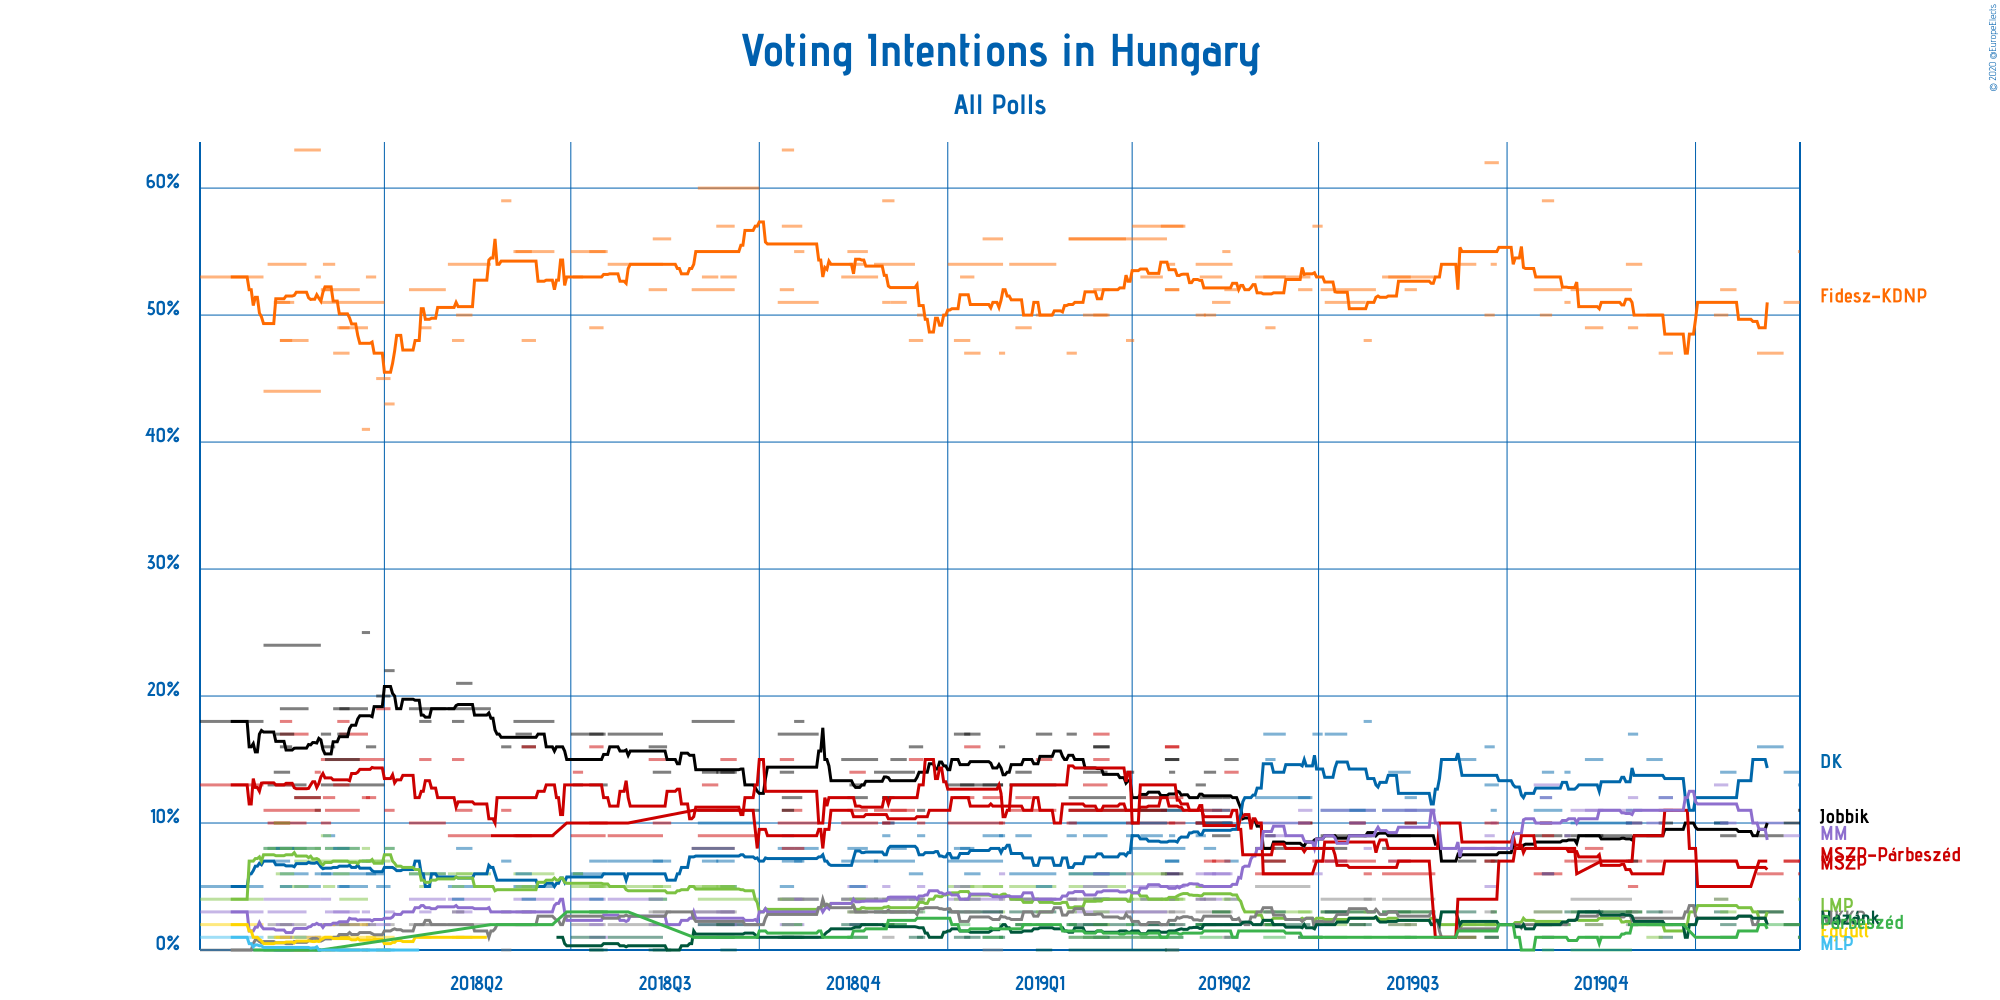 © 2020 @EuropeElects
Voting Intentions in Hungary
All Polls
60%
50%
40%
30%
20%
10%
0%
Fidesz-KDNP
DK
Jobbik
MM
MSZP-Párbeszéd
MSZP
LMP
Párbeszéd
MLP
2018Q2
2018Q3
2018Q4
2019Q1
2019Q2
2019Q3
2019Q4